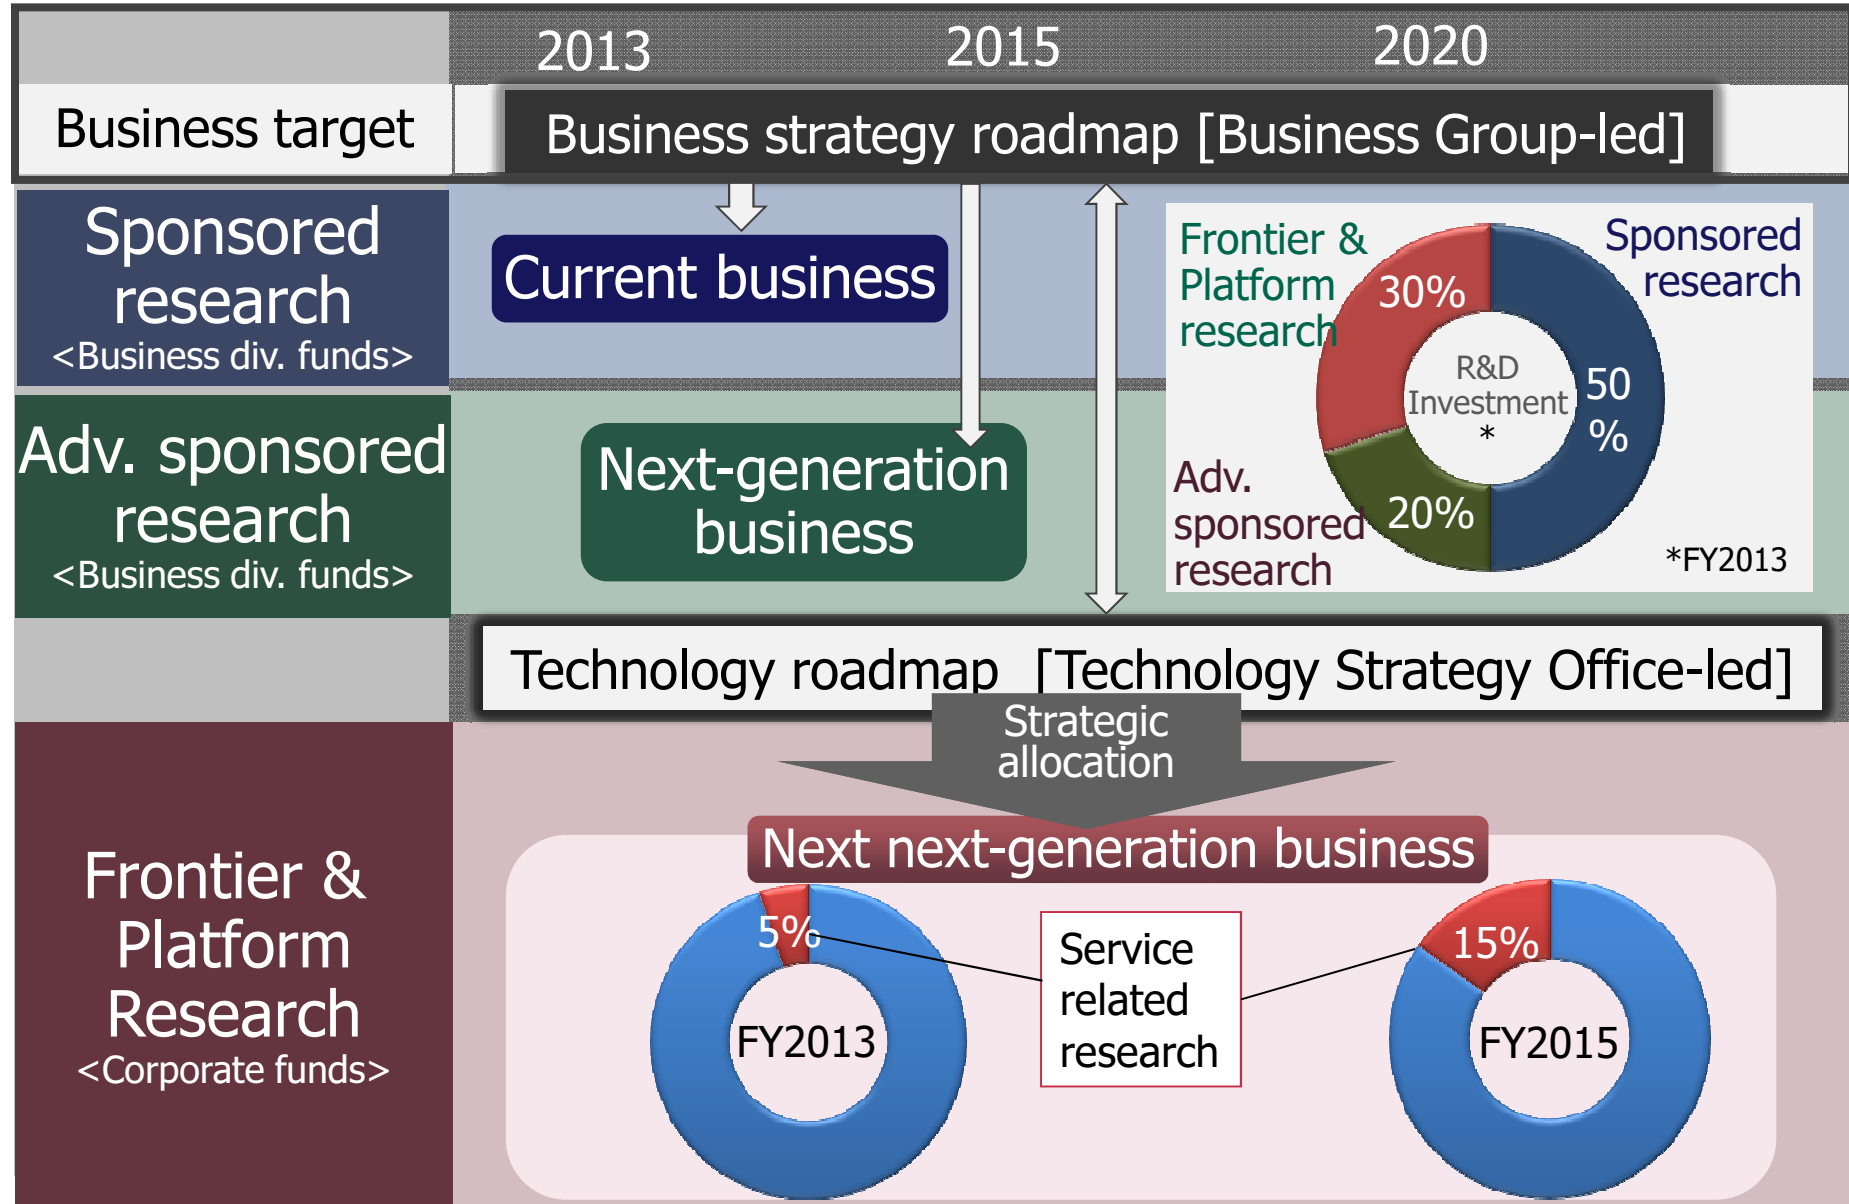 2013 2015 2020
Business target
Business strategy roadmap [Business Group-led]
Sponsored
research
<Business div. funds>
Current business
Frontier &
Platform
research
30%
Sponsored
research
R&D
Investment
*
50
%
Adv.
sponsored
research
20%
*FY2013
Adv. sponsored
research
<Business div. funds>
Next-generation
business
Technology roadmap [Technology Strategy Office-led]
Strategic
allocation
Frontier &
Platform
Research
<Corporate funds>
Next next-generation business
5%
FY2013
Service
related
research
15%
FY2015